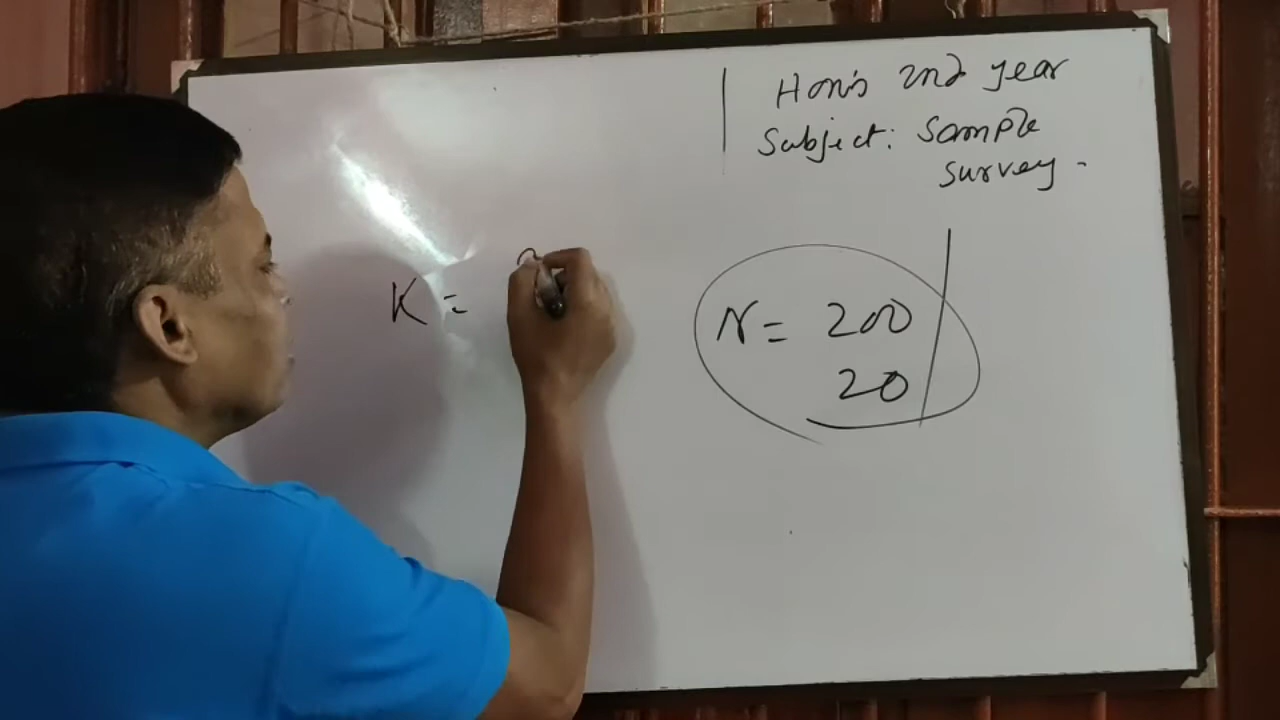 Hon's 2nd year
Subject: Sample
survey.
K =
N = 200
20